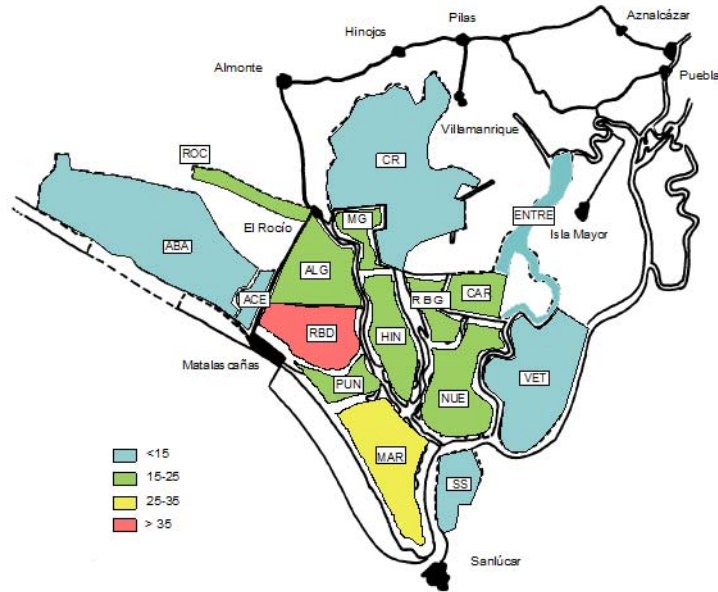 Aznalcázar
Pilas
Hinojos
Almonte
Puebla
Villamanrique
ROC
CR
ENTRE
MG
El Rocío
Isla Mayor
ABA
ALG
ACE
RBG
CAR
RBD
HIN
Matalascañas
PUN
VET
NUE
MAR
<15
15-25
25-35
> 35
SS
Sanlúcar